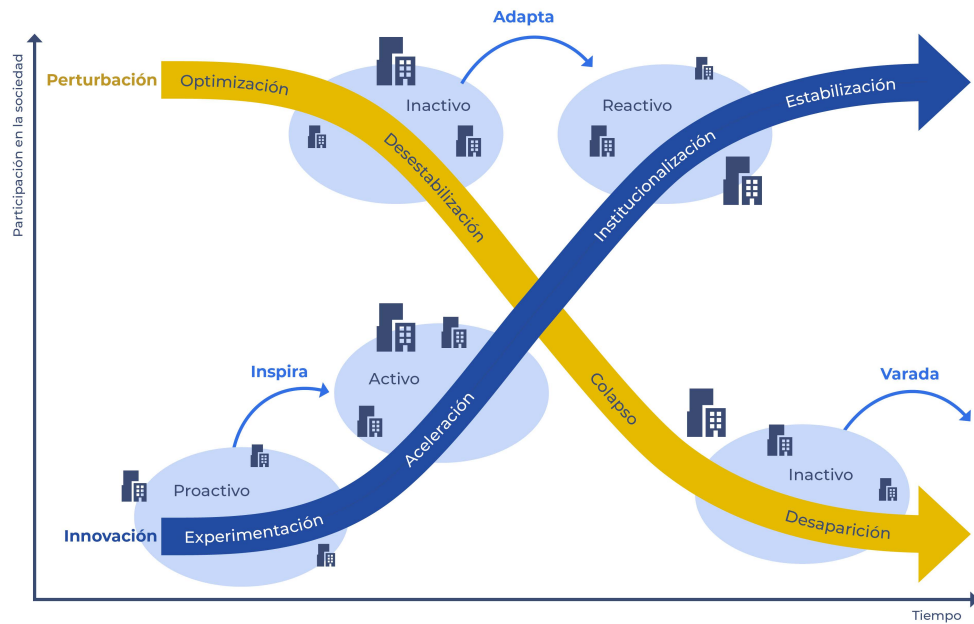 Adapta
Participación en la sociedad
Perturbación
Optimización
Inactivo
Reactivo
Estabilización
Desestabilización
Institucionalización
Inspira
Activo
Varada
Aceleración
Colapso
Proactivo
Inactivo
Innovación
Experimentación
Desaparición
Tiempo